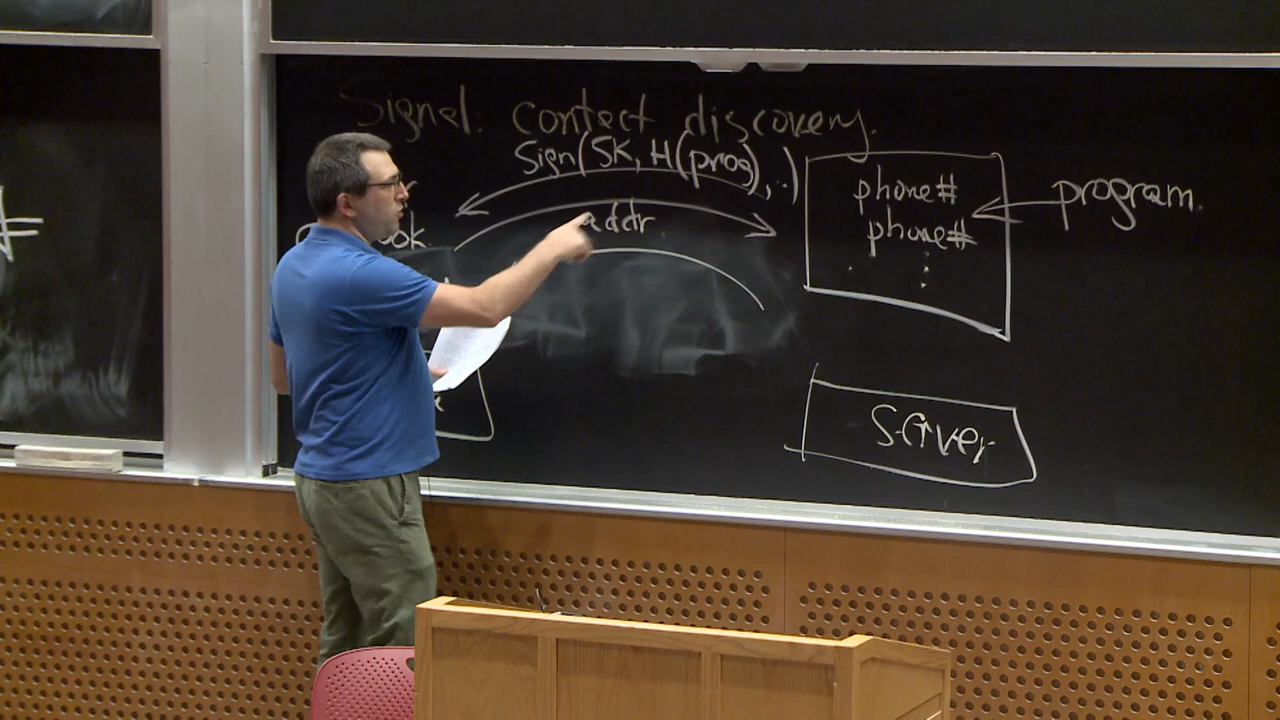 Signal: contact discovery.
Sign(SK, H(prog), ..)
phone#
program.
phone#
addr
Server